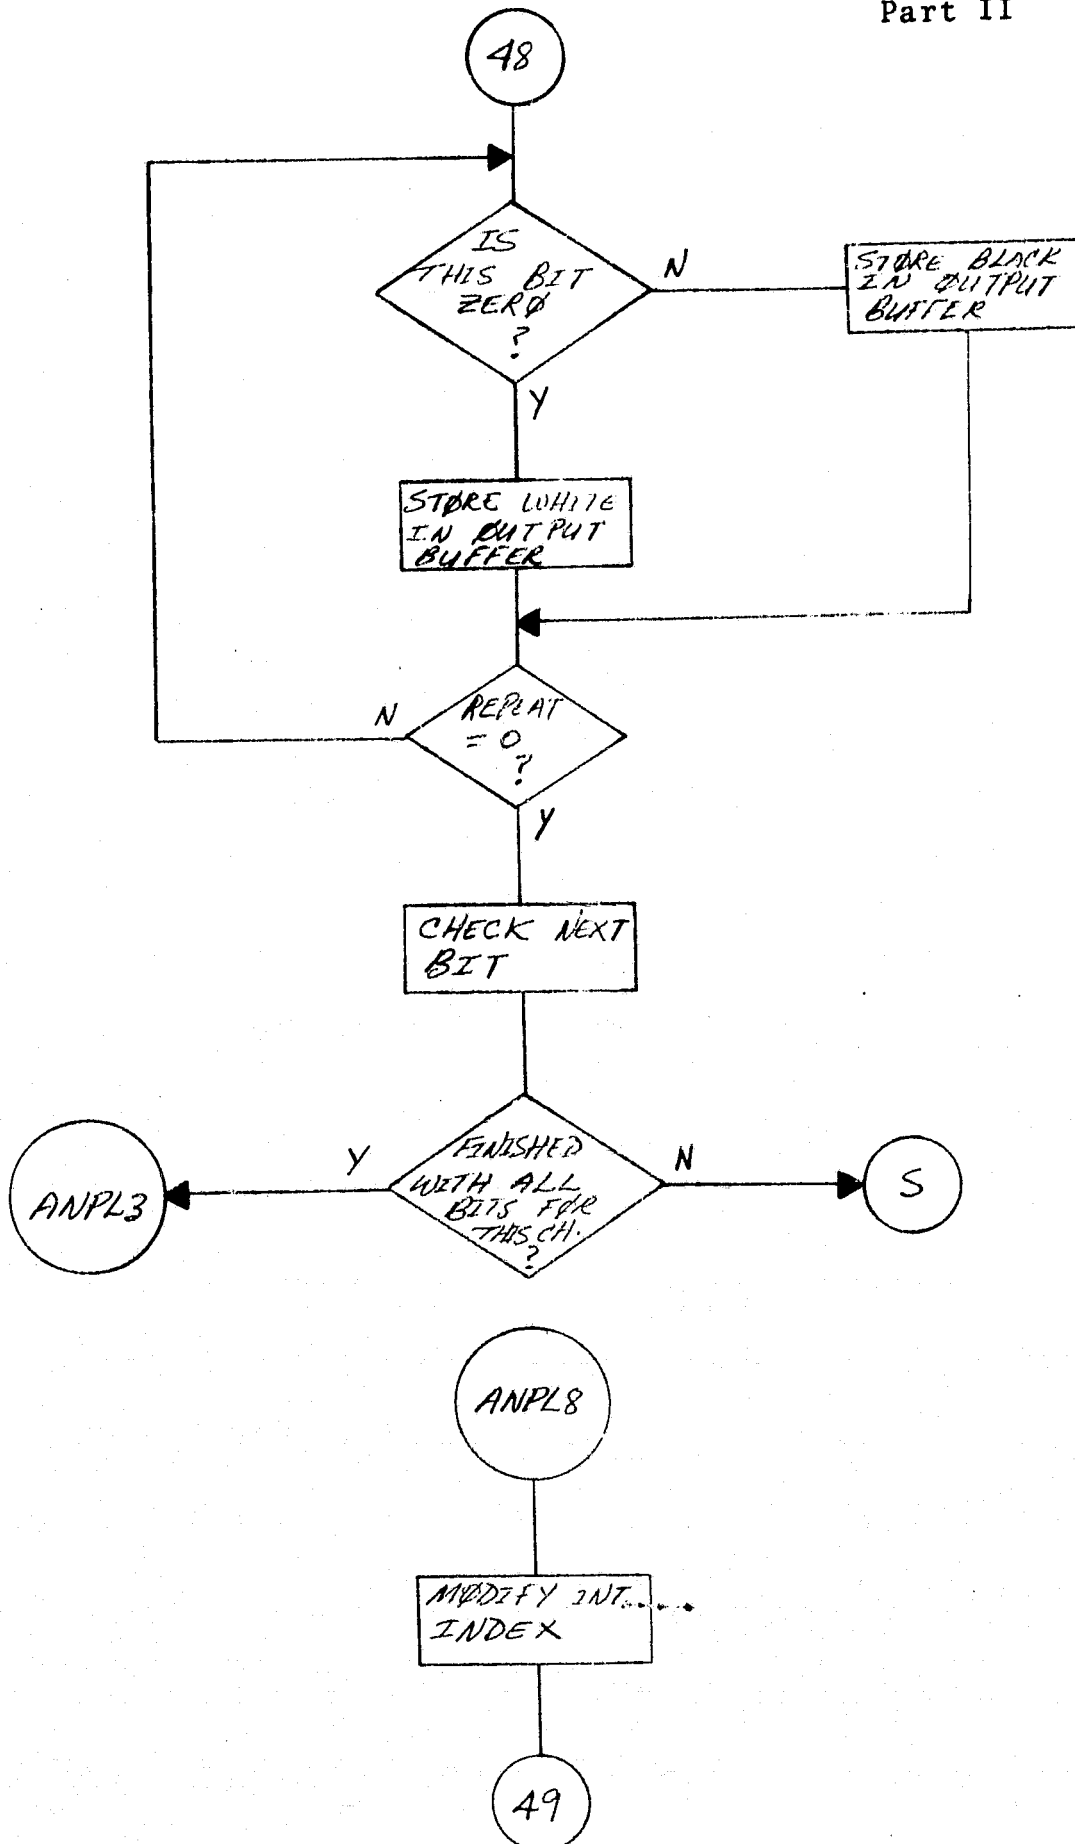 Part II
48
IS
THIS BIT
ZERØ
?
N
STØRE BLACK
IN ØUTPUT
BUFFER
Y
STØRE WHITE
IN ØUTPUT
BUFFER
N
REPEAT
= 0
?
Y
CHECK NEXT
BIT
ANPL3
Y
FINISHED
WITH ALL
BITS FØR
THIS CH.
?
N
S
ANPL8
MØDIFY INT....
INDEX
49